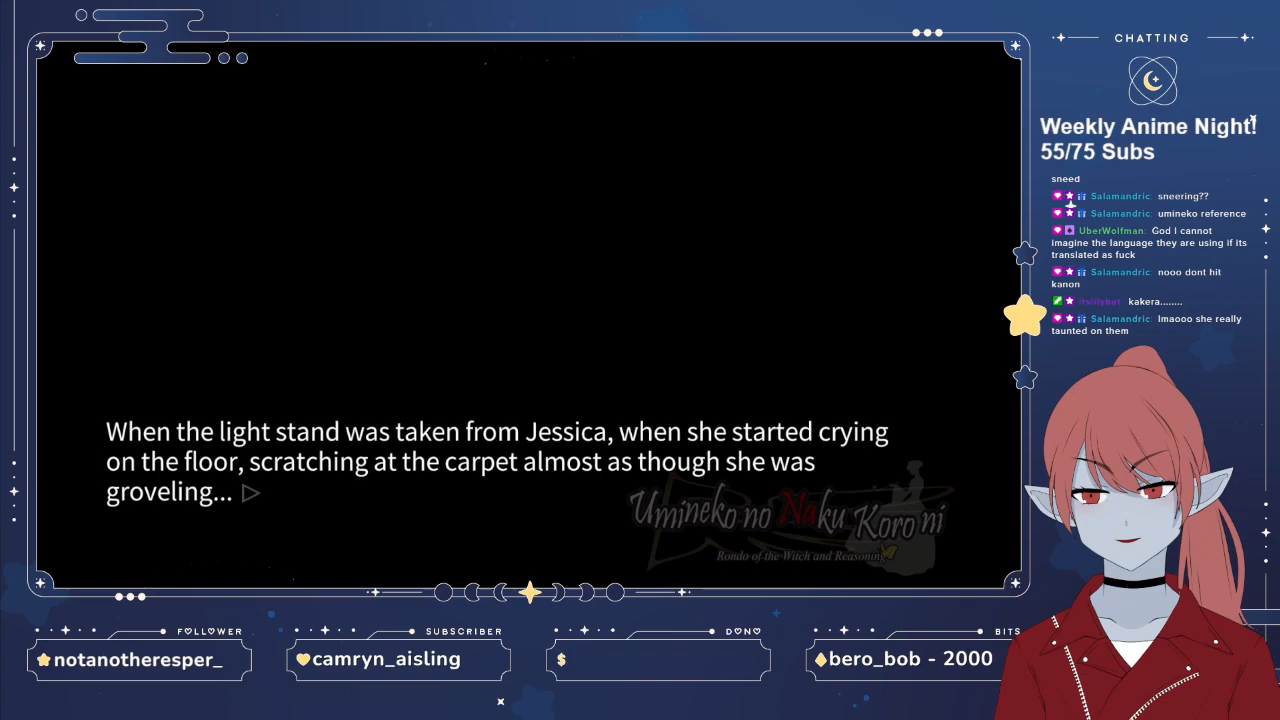 CHATTING
Weekly Anime Night!
55/75 Subs
sneed
Salamandric: sneering??
Salamandric: umineko reference
UberWolfman: God I cannot
imagine the language they are using if its
translated as fuck
Salamandric: nooo dont hit
kanon
itslilybat kakera........
Salamandric: lmaooo she really
taunted on them
When the light stand was taken from Jessica, when she started crying
on the floor, scratching at the carpet almost as though she was
groveling...
Umineko no Naku Koro ni
Rondo of the Witch and Reasoning
FOLLOWER
notanotheresper_
SUBSCRIBER
camryn_aisling
DONO
$
BITS
bero_bob - 2000